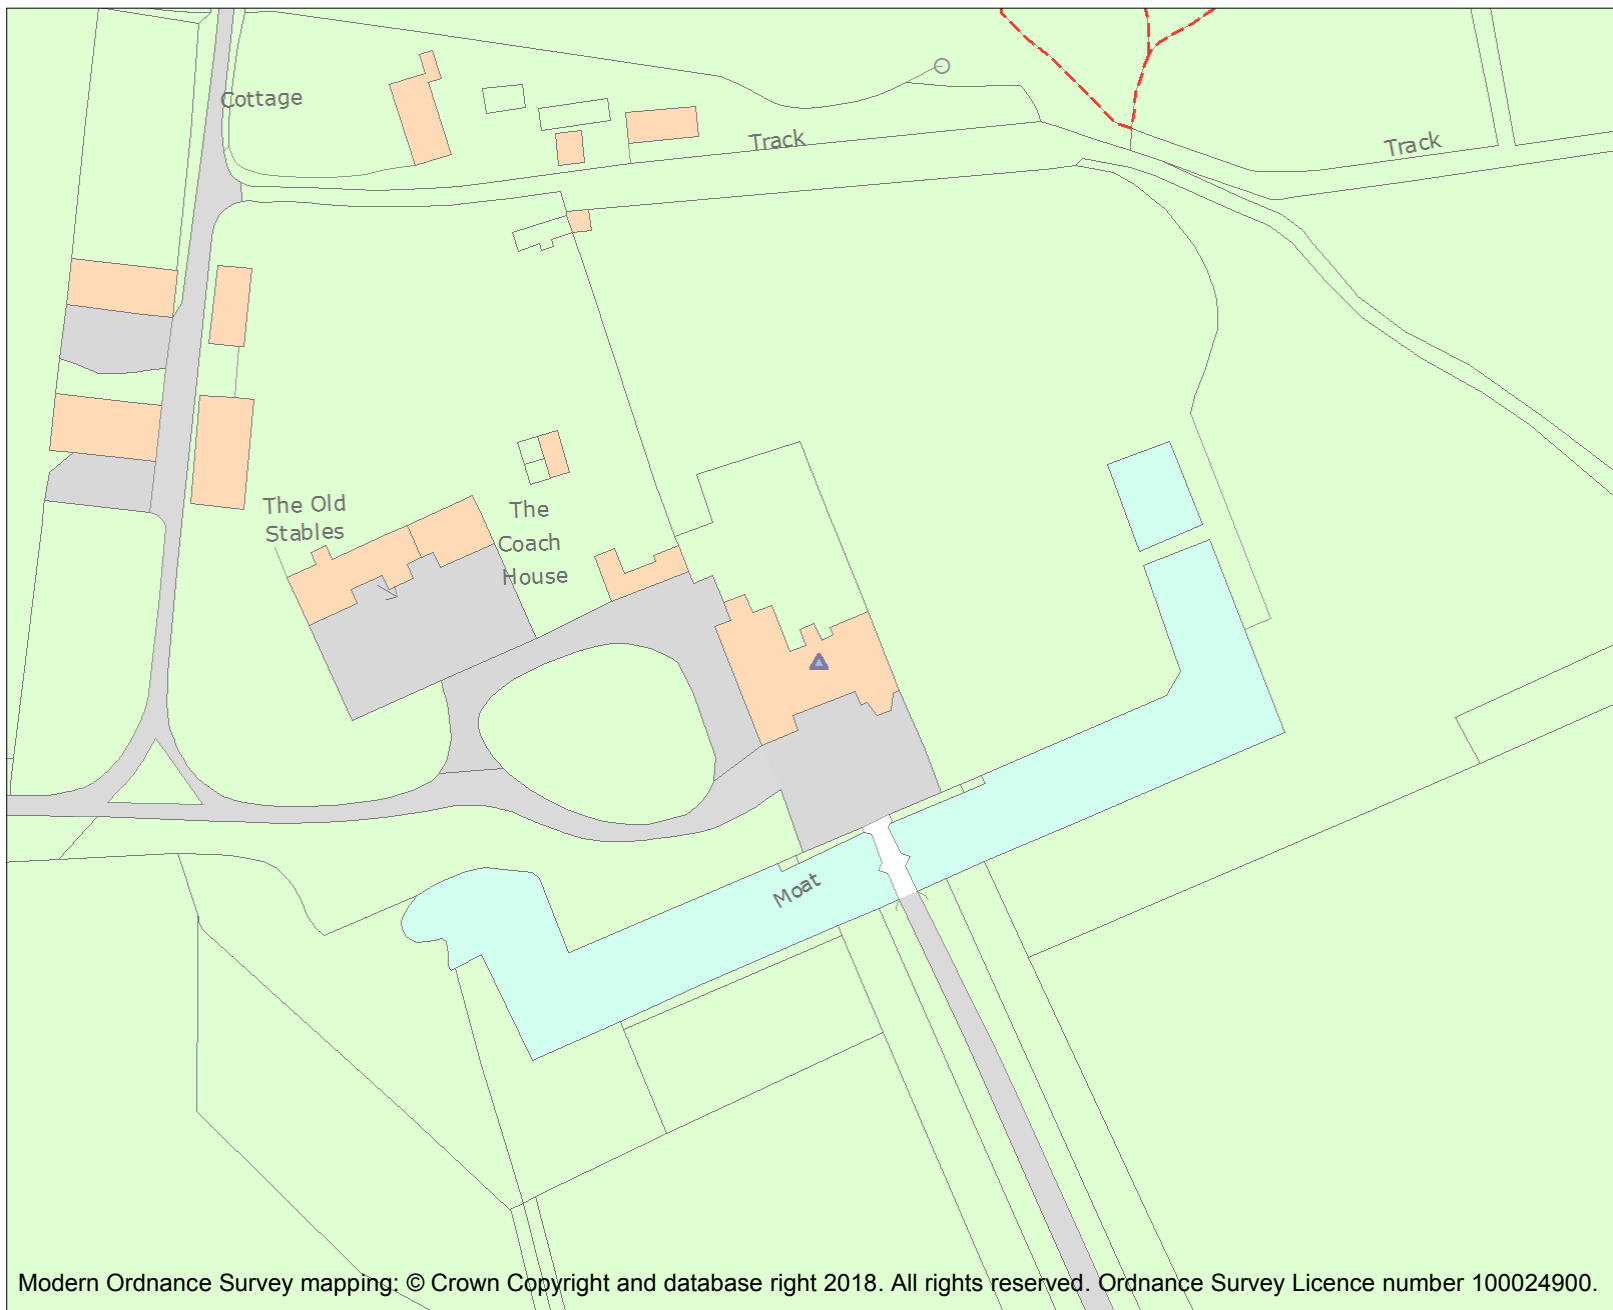 Cottage
Track
Track
The Old
Stables
The
Coach
House
Moat
Modern Ordnance Survey mapping: © Crown Copyright and database right 2018. All rights reserved. Ordnance Survey Licence number 100024900.